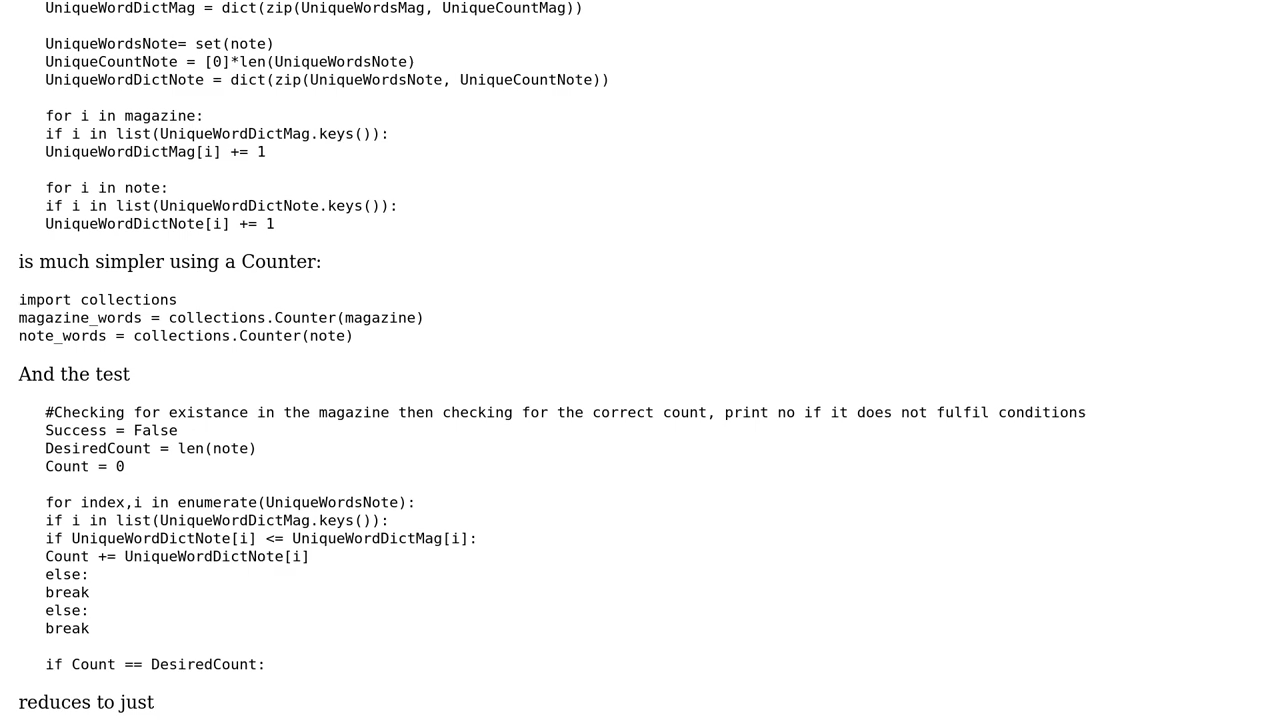 UniqueWordDictMag = dict(zip(UniqueWordsMag, UniqueCountMag))
UniqueWordsNote= set(note)
UniqueCountNote = [0]*len(UniqueWordsNote)
UniqueWordDictNote = dict(zip(UniqueWordsNote, UniqueCountNote))
for i in magazine:
if i in list(UniqueWordDictMag.keys()):
UniqueWordDictMag[i] += 1
for i in note:
if i in list(UniqueWordDictNote.keys()):
UniqueWordDictNote[i] += 1
is much simpler using a Counter:
import collections
magazine_words = collections.Counter(magazine)
note_words = collections.Counter(note)
And the test
#Checking for existance in the magazine then checking for the correct count, print no if it does not fulfil conditions
Success = False
DesiredCount = len(note)
Count = 0
for index,i in enumerate(UniqueWordsNote):
if i in list(UniqueWordDictMag.keys()):
if UniqueWordDictNote[i] <= UniqueWordDictMag[i]:
Count += UniqueWordDictNote[i]
else:
break
else:
break
if Count == DesiredCount:
reduces to just